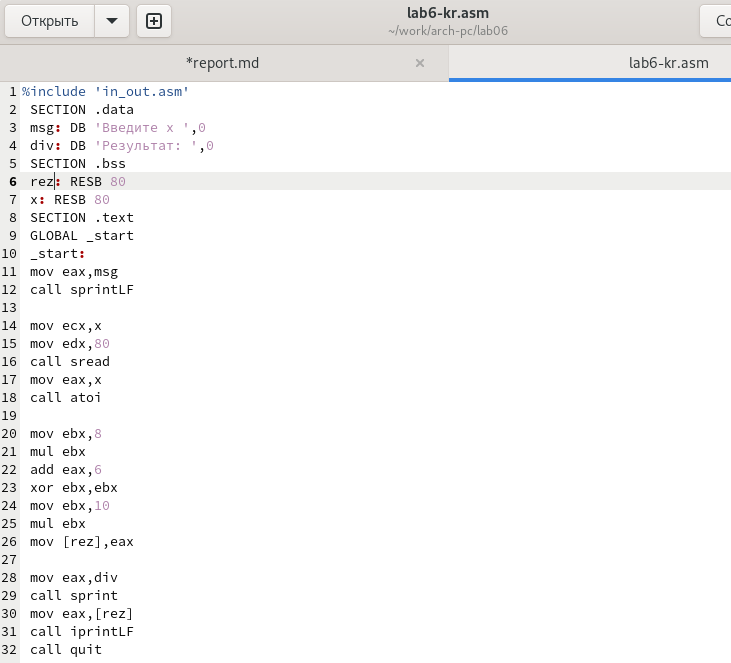 Открыть
lab6-kr.asm
~/work/arch-pc/lab06
Со
*report.md ×
lab6-kr.asm
1 %include 'in_out.asm'
2 SECTION .data
3 msg: DB 'Введите x ',0
4 div: DB 'Результат: ',0
5 SECTION .bss
6 rez: RESB 80
7 x: RESB 80
8 SECTION .text
9 GLOBAL _start
10 _start:
11 mov eax,msg
12 call sprintLF
13
14 mov ecx,x
15 mov edx,80
16 call sread
17 mov eax,x
18 call atoi
19
20 mov ebx,8
21 mul ebx
22 add eax,6
23 xor ebx,ebx
24 mov ebx,10
25 mul ebx
26 mov [rez],eax
27
28 mov eax,div
29 call sprint
30 mov eax,[rez]
31 call iprintLF
32 call quit